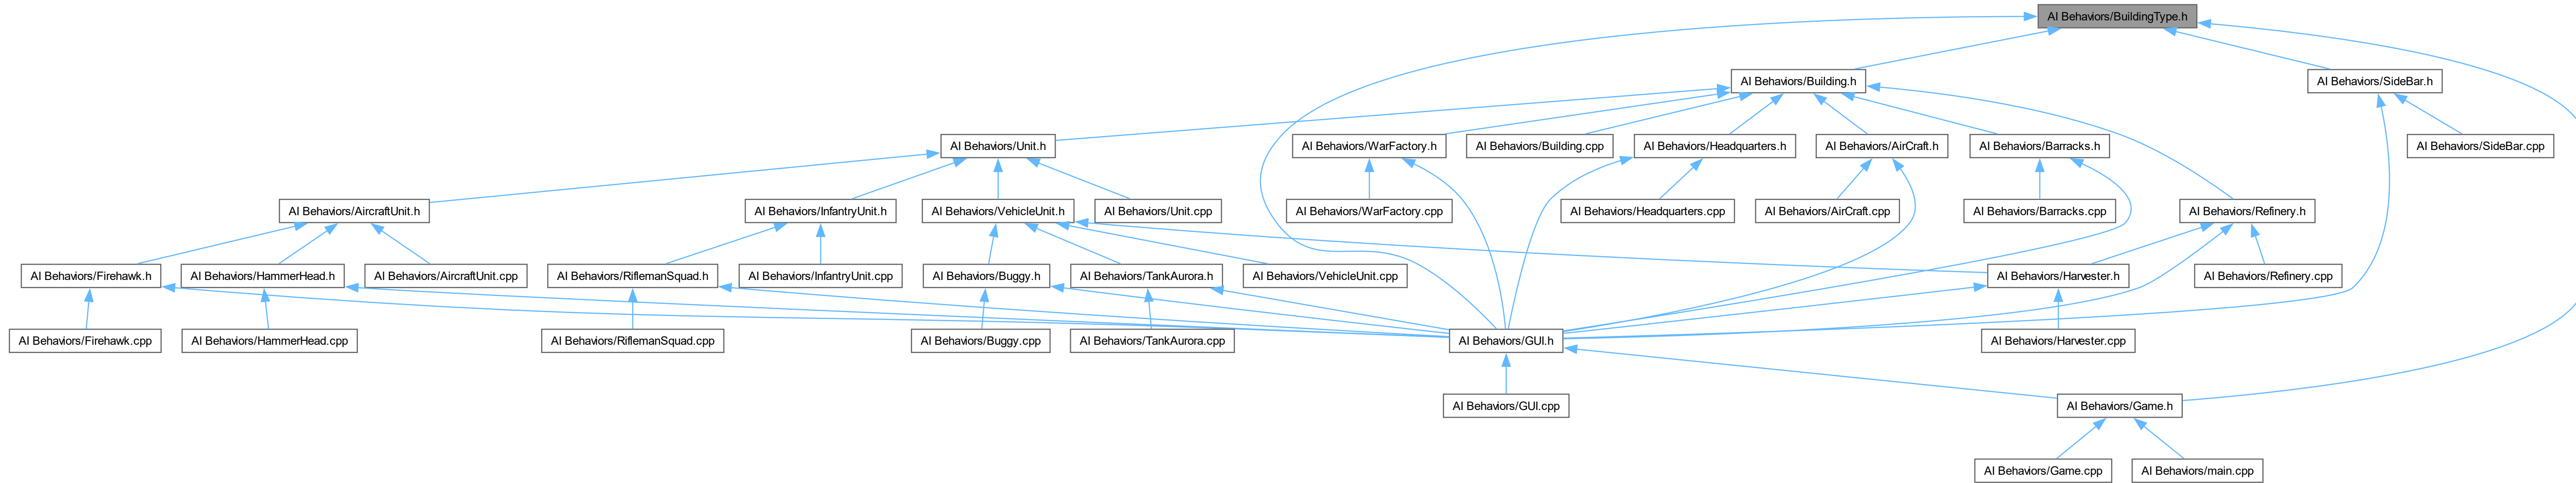 AI Behaviors/BuildingType.h
AI Behaviors/Building.h
AI Behaviors/SideBar.h
AI Behaviors/Unit.h
AI Behaviors/WarFactory.h
AI Behaviors/Building.cpp
AI Behaviors/Headquarters.h
AI Behaviors/AirCraft.h
AI Behaviors/Barracks.h
AI Behaviors/SideBar.cpp
AI Behaviors/AircraftUnit.h
AI Behaviors/InfantryUnit.h
AI Behaviors/VehicleUnit.h
AI Behaviors/Unit.cpp
AI Behaviors/WarFactory.cpp
AI Behaviors/Headquarters.cpp
AI Behaviors/AirCraft.cpp
AI Behaviors/Barracks.cpp
AI Behaviors/Refinery.h
AI Behaviors/Firehawk.h
AI Behaviors/HammerHead.h
AI Behaviors/AircraftUnit.cpp
AI Behaviors/RiflemanSquad.h
AI Behaviors/InfantryUnit.cpp
AI Behaviors/Buggy.h
AI Behaviors/TankAurora.h
AI Behaviors/VehicleUnit.cpp
AI Behaviors/Harvester.h
AI Behaviors/Refinery.cpp
AI Behaviors/Firehawk.cpp
AI Behaviors/HammerHead.cpp
AI Behaviors/RiflemanSquad.cpp
AI Behaviors/Buggy.cpp
AI Behaviors/TankAurora.cpp
AI Behaviors/GUI.h
AI Behaviors/Harvester.cpp
AI Behaviors/GUI.cpp
AI Behaviors/Game.h
AI Behaviors/Game.cpp
AI Behaviors/main.cpp